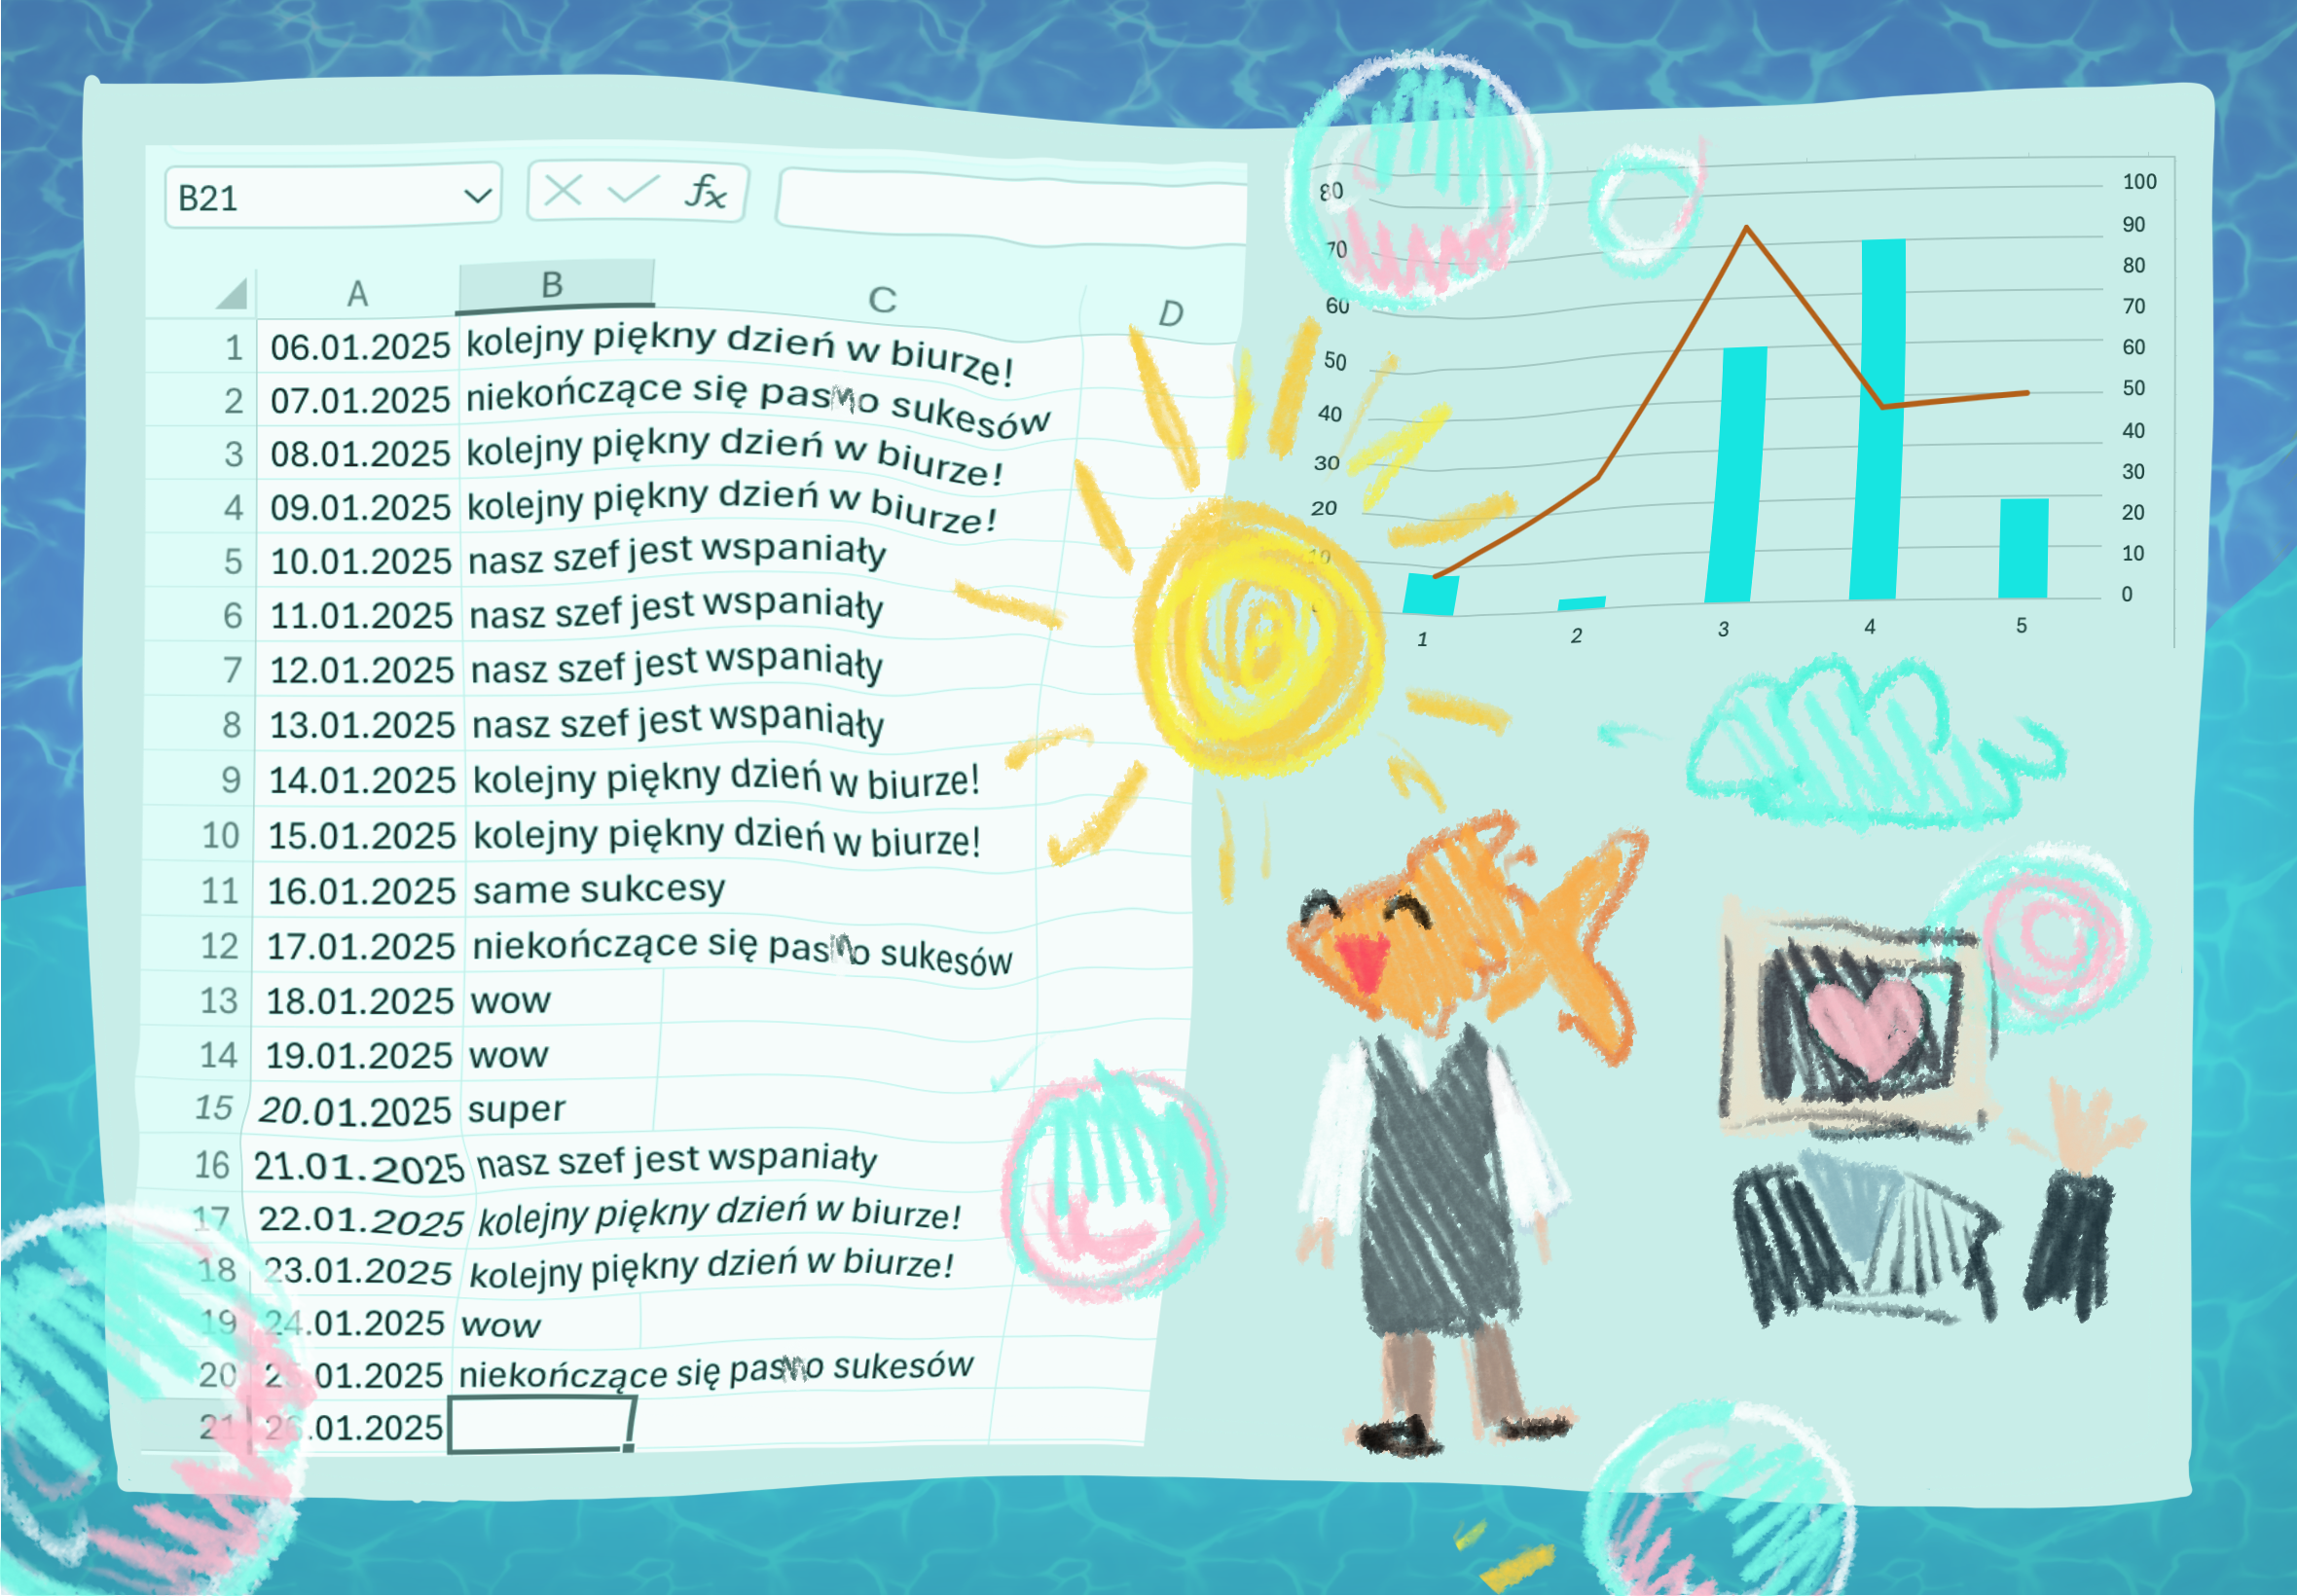 B21
fx
A B C D
1 06.01.2025 kolejny piękny dzień w biurze!
2 07.01.2025 niekończące się pasMo sukesów
3 08.01.2025 kolejny piękny dzień w biurze!
4 09.01.2025 kolejny piękny dzień w biurze!
5 10.01.2025 nasz szef jest wspaniały
6 11.01.2025 nasz szef jest wspaniały
7 12.01.2025 nasz szef jest wspaniały
8 13.01.2025 nasz szef jest wspaniały
9 14.01.2025 kolejny piękny dzień w biurze!
10 15.01.2025 kolejny piękny dzień w biurze!
11 16.01.2025 same sukcesy
12 17.01.2025 niekończące się pasMo sukesów
13 18.01.2025 wow
14 19.01.2025 wow
15 20.01.2025 super
16 21.01.2025 nasz szef jest wspaniały
17 22.01.2025 kolejny piękny dzień w biurze!
18 23.01.2025 kolejny piękny dzień w biurze!
19 24.01.2025 wow
20 25.01.2025 niekończące się pasMo sukesów
21 26.01.2025
80
70
60
50
40
30
20
10
100
90
80
70
60
50
40
30
20
10
0
1 2 3 4 5